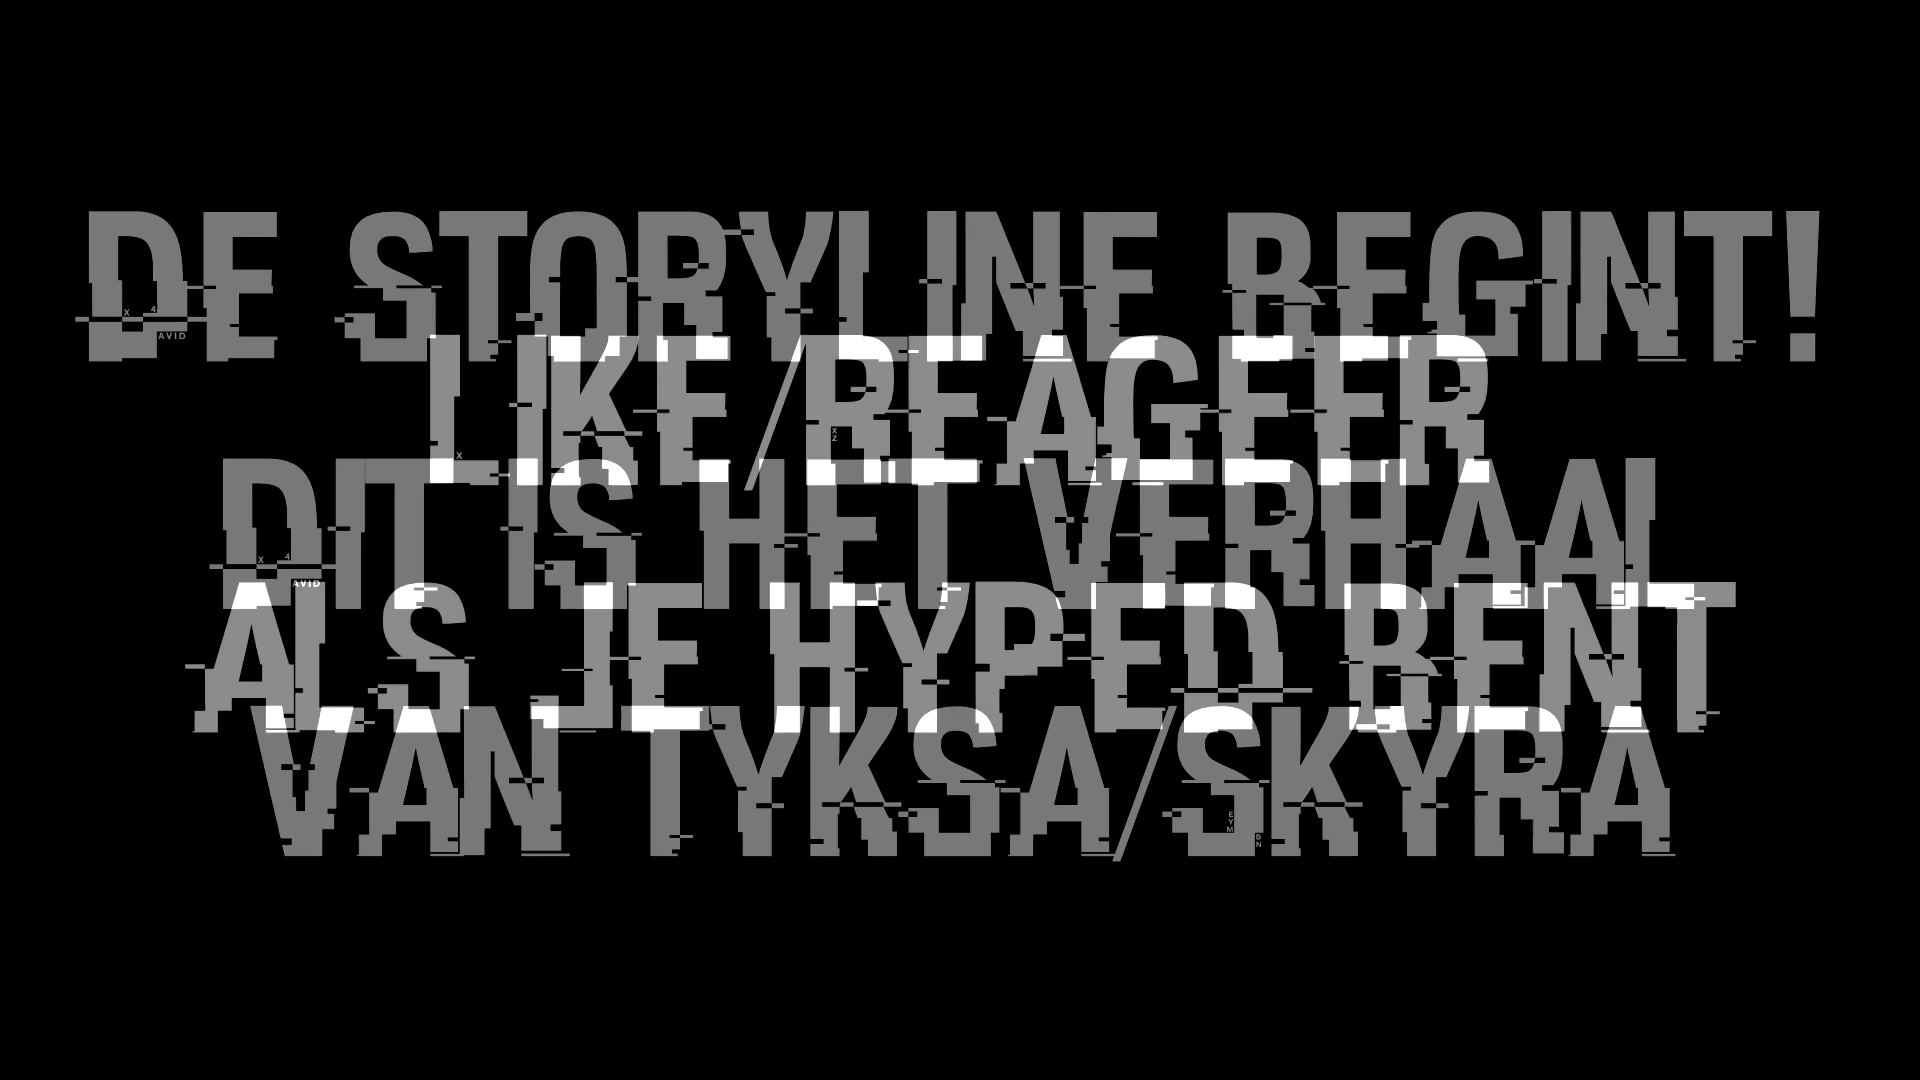 DE STORYLINE BEGINT!
LIKE/REAGEER
DIT IS HET VERHAAL
ALS JE HYPED BENT
VAN TYKSA/SKYRA